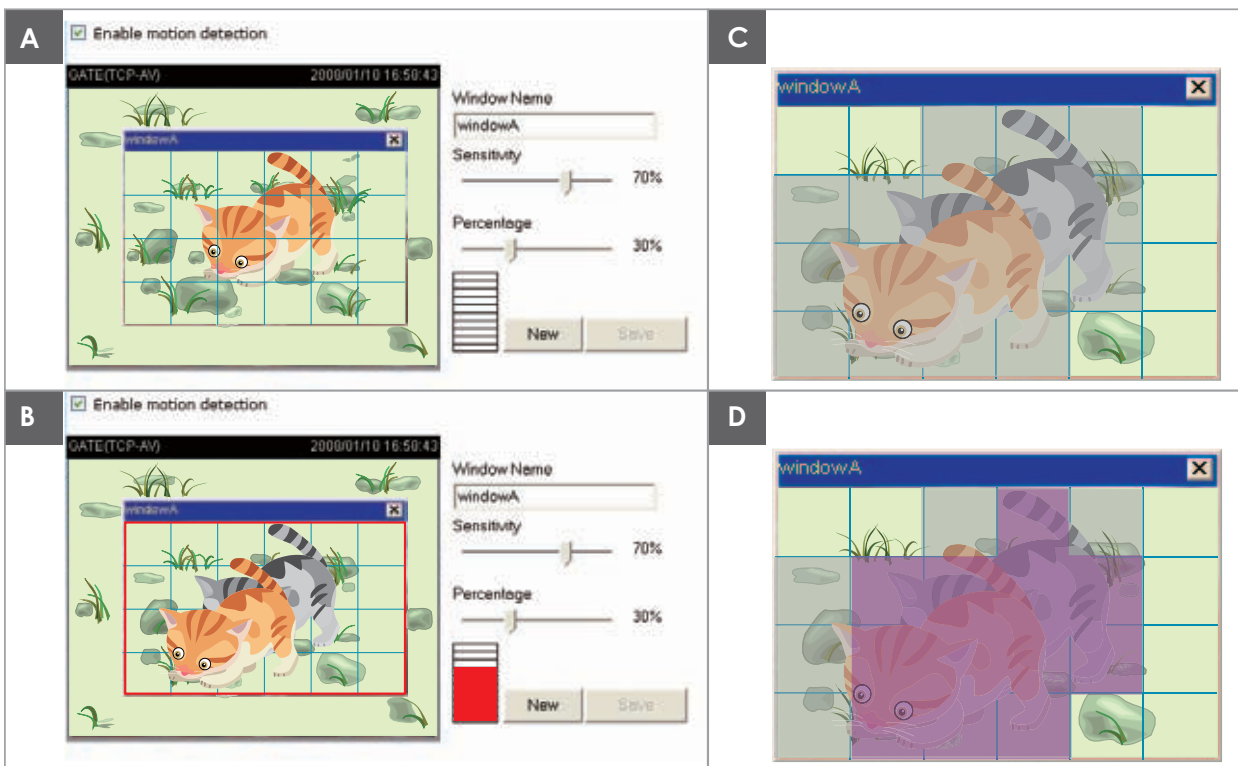 A
Enable motion detection
GATE(TCP-AV) 2000/01/10 16:50:43
windowA
Window Name
windowA
Sensitivity
70%
Percentage
30%
New Save
C
windowA
B
Enable motion detection
GATE(TCP-AV) 2000/01/10 16:50:43
windowA
Window Name
windowA
Sensitivity
70%
Percentage
30%
New Save
D
windowA